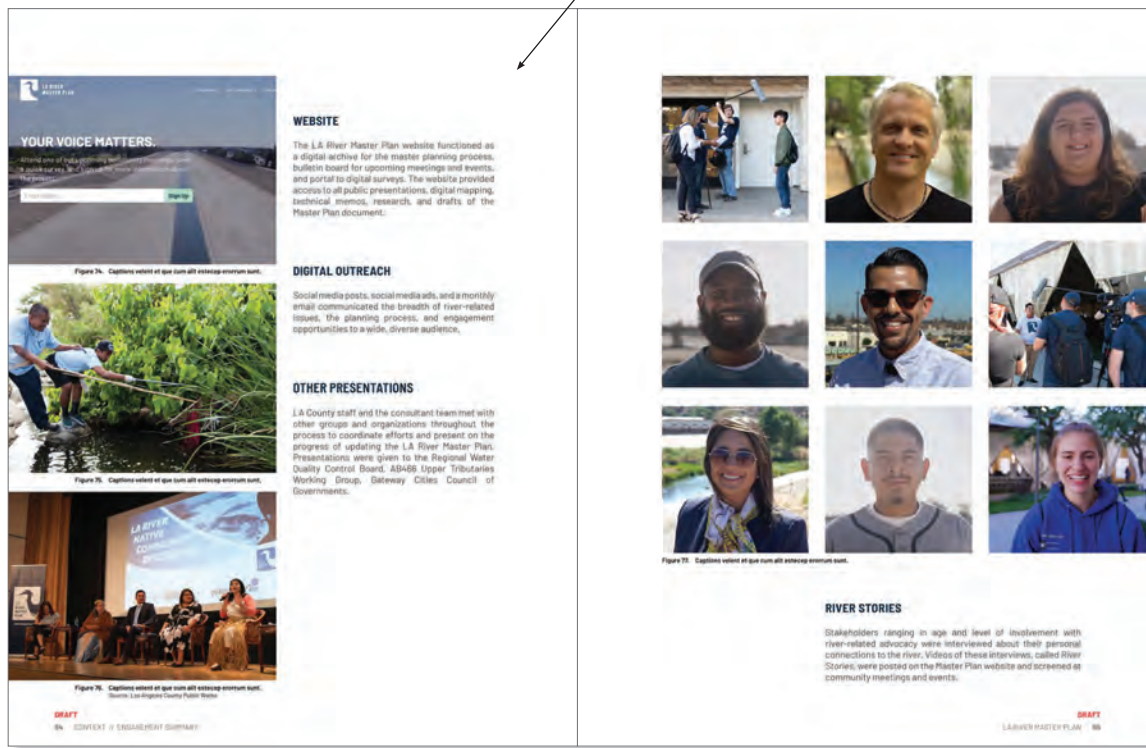 LA RIVER
MASTER PLAN
YOUR VOICE MATTERS.
Sign Up
Figure 74. Captions velent et que cum alit estecep erorrum sunt.
Figure 75. Captions velent et que cum alit estecep erorrum sunt.
LA RIVER
NATIVE
Figure 76. Captions velent et que cum alit estecep erorrum sunt.
Source: Los Angeles County Public Works
DRAFT
64 CONTEXT // ENGAGEMENT SUMMARY
WEBSITE
The LA River Master Plan website functioned as
a digital archive for the master planning process,
bulletin board for upcoming meetings and events,
and portal to digital surveys. The website provided
access to all public presentations, digital mapping,
technical memos, research, and drafts of the
Master Plan document.
DIGITAL OUTREACH
Social media posts, social media ads, and a monthly
email communicated the breadth of river-related
issues, the planning process, and engagement
opportunities to a wide, diverse audience.
OTHER PRESENTATIONS
LA County staff and the consultant team met with
other groups and organizations throughout the
process to coordinate efforts and present on the
progress of updating the LA River Master Plan.
Presentations were given to the Regional Water
Quality Control Board, AB466 Upper Tributaries
Working Group, Gateway Cities Council of
Governments.
Figure 77. Captions velent et que cum alit estecep erorrum sunt.
RIVER STORIES
Stakeholders ranging in age and level of involvement with
river-related advocacy were interviewed about their personal
connections to the river. Videos of these interviews, called River
Stories, were posted on the Master Plan website and screened at
community meetings and events.
DRAFT
LA RIVER MASTER PLAN 65